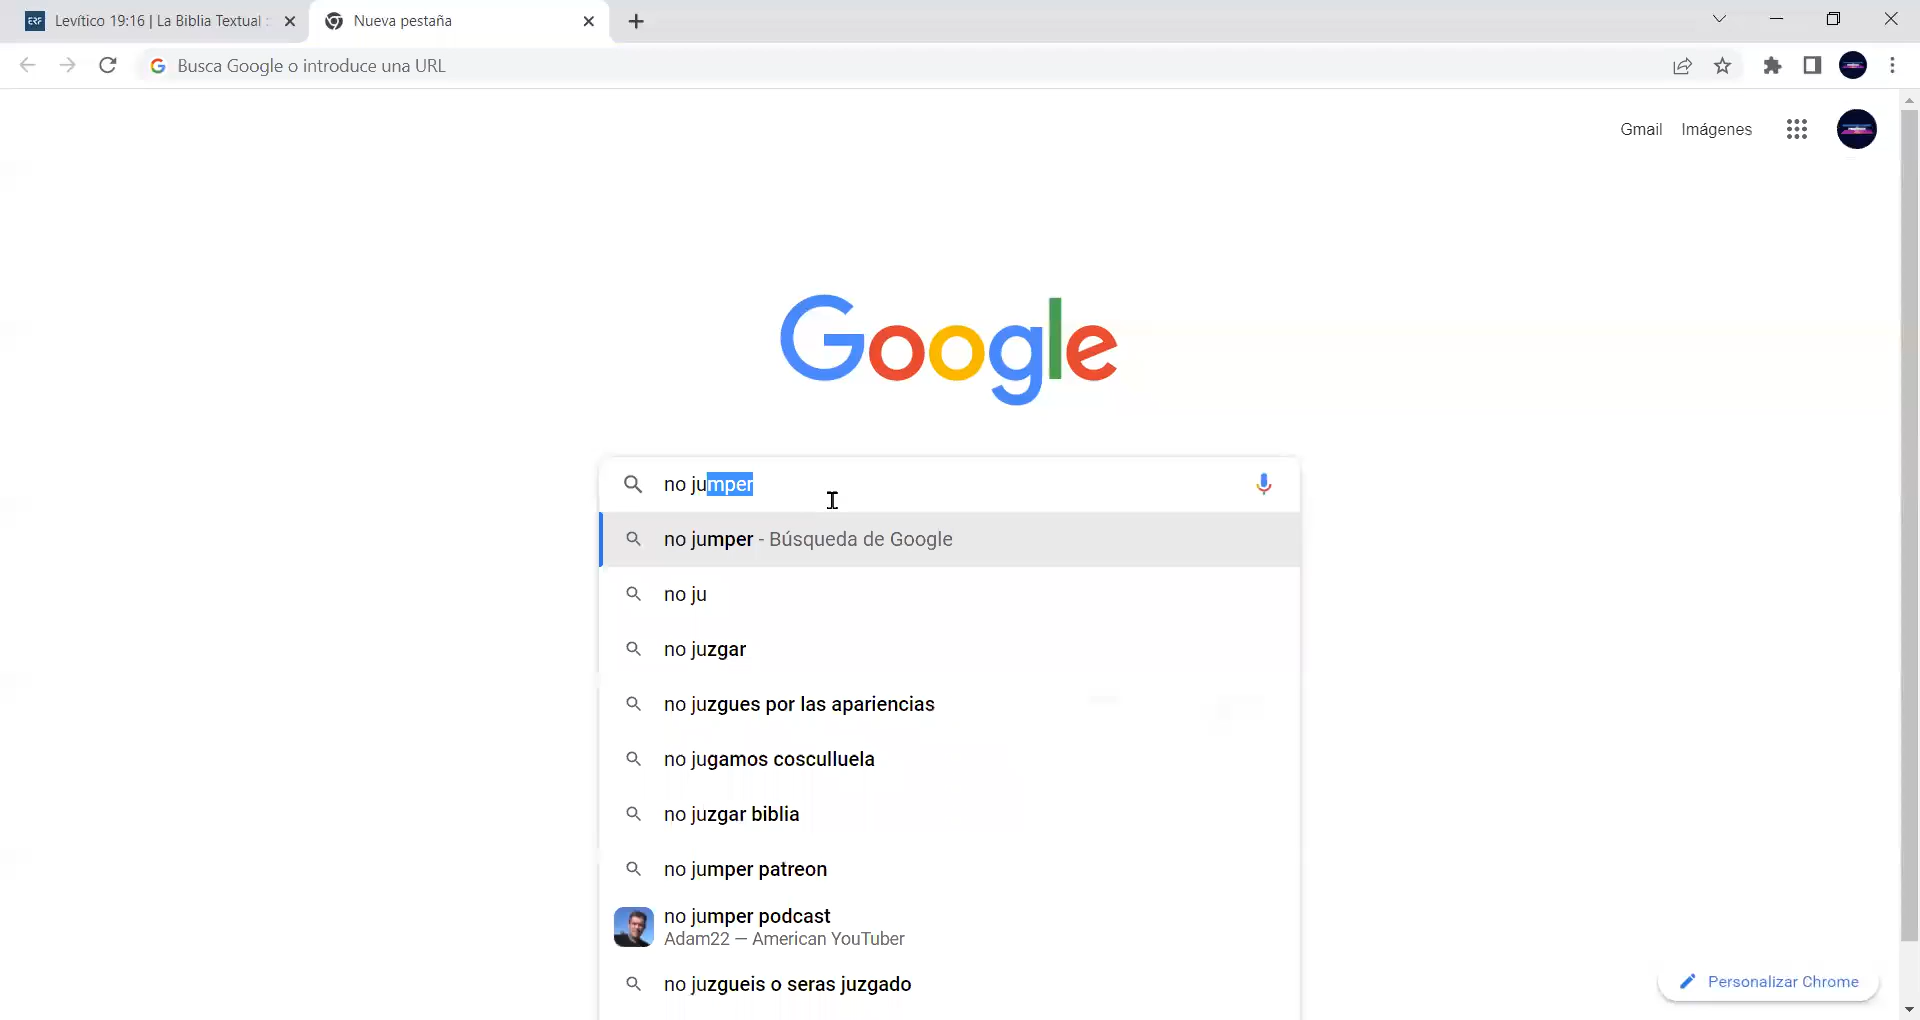 Levítico 19:16 | La Biblia Textual :
Nueva pestaña
Busca Google o introduce una URL
Gmail Imágenes
Google
no jumper
no jumper - Búsqueda de Google
no ju
no juzgar
no juzgues por las apariencias
no jugamos cosculluela
no juzgar biblia
no jumper patreon
no jumper podcast
Adam22 — American YouTuber
no juzgueis o seras juzgado
Personalizar Chrome